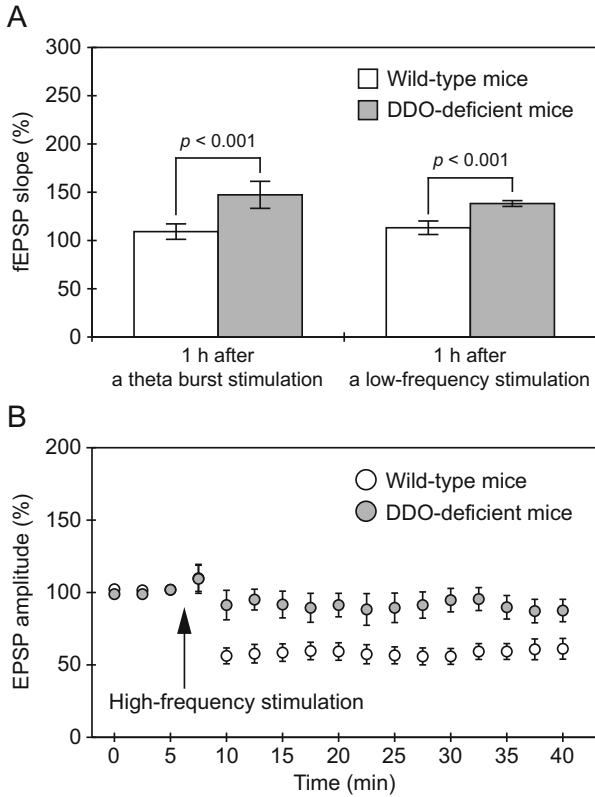 A
300
250
200
150
100
50
0
fEPSP slope (%)
Wild-type mice
DDO-deficient mice
p < 0.001
p < 0.001
1 h after
a theta burst stimulation
1 h after
a low-frequency stimulation
B
200
150
100
50
0
EPSP amplitude (%)
Wild-type mice
DDO-deficient mice
High-frequency stimulation
0 5 10 15 20 25 30 35 40
Time (min)